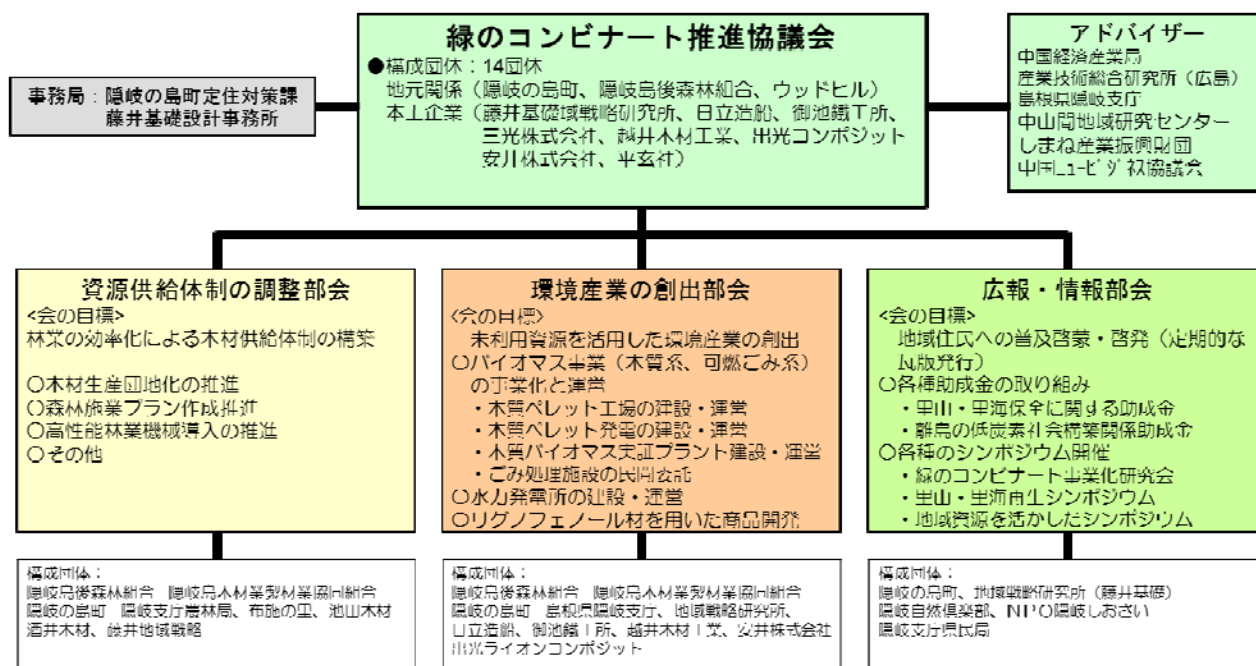 緑のコンビナート推進協議会
●構成団体：14団体
地元関係（隠岐の島町、隠岐島後森林組合、ウッドヒル）
本土企業（藤井基礎域戦略研究所、日立造船、御池鐵工所、
三光株式会社、越井木材工業、出光コンポジット
安川株式会社、平玄社）
事務局：隠岐の島町定住対策課
藤井基礎設計事務所
アドバイザー
中国経済産業局
産業技術総合研究所（広島）
島根県隠岐支庁
中山間地域研究センター
しまね産業振興財団
中国ﾆｭｰﾋﾞｼﾞﾈｽ協議会
資源供給体制の調整部会
<会の目標>
林業の効率化による木材供給体制の構築
〇木材生産団地化の推進
〇森林施業プラン作成推進
〇高性能林業機械導入の推進
〇その他
環境産業の創出部会
<会の目標>
未利用資源を活用した環境産業の創出
〇バイオマス事業（木質系、可燃ごみ系）
の事業化と運営
・木質ペレット工場の建設・運営
・木質ペレット発電の建設・運営
・木質バイオマス実証プラント建設・運営
・ごみ処理施設の民間委託
〇水力発電所の建設・運営
〇リグノフェノール材を用いた商品開発
広報・情報部会
<会の目標>
地域住民への普及啓蒙・啓発（定期的な
瓦版発行）
〇各種助成金の取り組み
・里山・里海保全に関する助成金
・離島の低炭素社会構築関係助成金
〇各種のシンポジウム開催
・緑のコンビナート事業化研究会
・里山・里海再生シンポジウム
・地域資源を活かしたシンポジウム
構成団体：
隠岐島後森林組合　隠岐島木材業製材業協同組合
隠岐の島町　隠岐支庁農林局、布施の里、池山木材
酒井木材、藤井地域戦略
構成団体：
隠岐島後森林組合　隠岐島木材業製材業協同組合
隠岐の島町　島根県隠岐支庁、地域戦略研究所、
日立造船、御池鐵工所、越井木材工業、安井株式会社
出光ライオンコンポジット
構成団体：
隠岐の島町、地域戦略研究所（藤井基礎）
隠岐自然倶楽部、NPO隠岐しおさい
隠岐支庁県民局